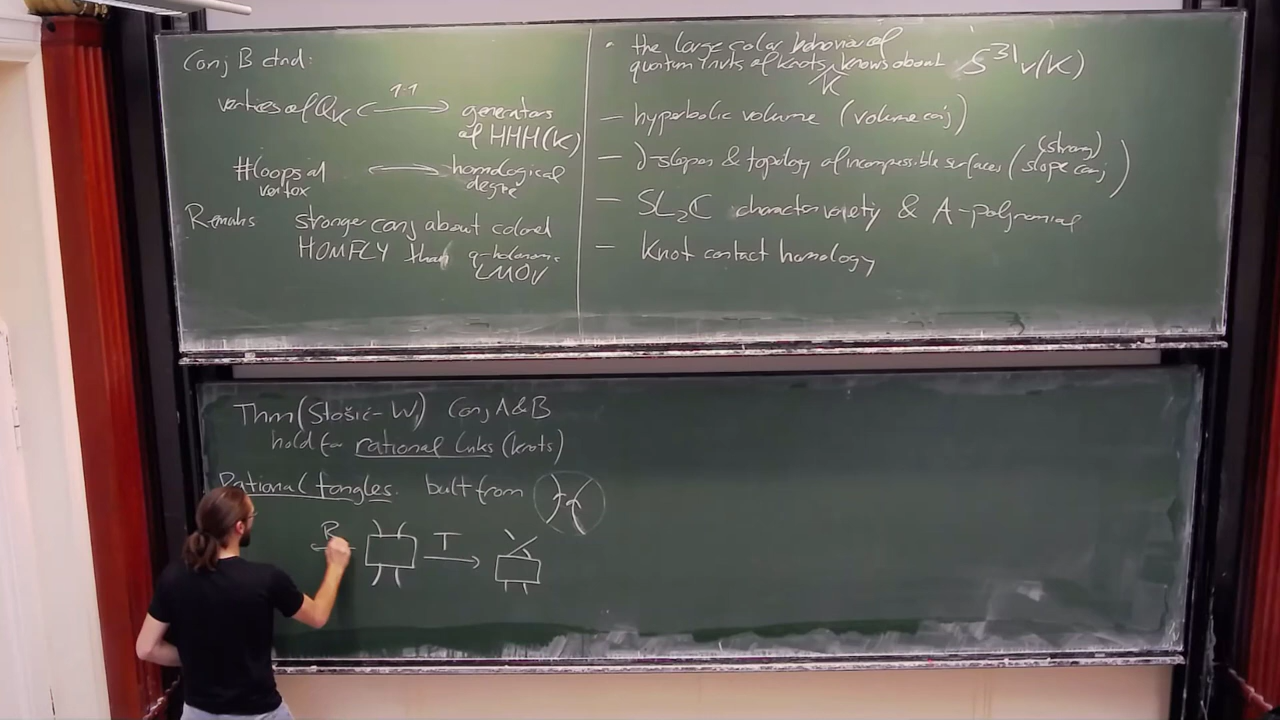 Conj B ctnd:
vertices of Q_K <- 1-1 -> generators
of HHH(K)
#loops at vertex <-> homological
degree
Remarks stronger conj about colored
HOMFLY than q-holonomic
LMOV
• the large color behaviour of
quantum invts of knots K knows about S³\ν(K)
– hyperbolic volume (volume conj)
– ∂-slopes & topology of incompressible surfaces ((strong) slope conj)
– SL₂ℂ character variety & A-polynomial
– Knot contact homology
Thm (Stošić-W) Conj A&B
hold for rational links (knots)
Rational tangles. built from
R T